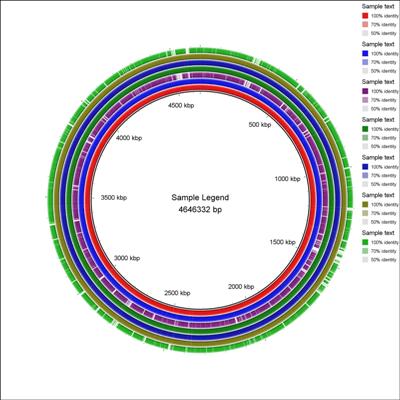 Sample text
100% identity
70% identity
50% identity
Sample text
100% identity
70% identity
50% identity
Sample text
100% identity
70% identity
50% identity
Sample text
100% identity
70% identity
50% identity
Sample text
100% identity
70% identity
50% identity
Sample text
100% identity
70% identity
50% identity
Sample text
100% identity
70% identity
50% identity
4500 kbp
500 kbp
4000 kbp
1000 kbp
3500 kbp
Sample Legend
4646332 bp
1500 kbp
3000 kbp
2000 kbp
2500 kbp